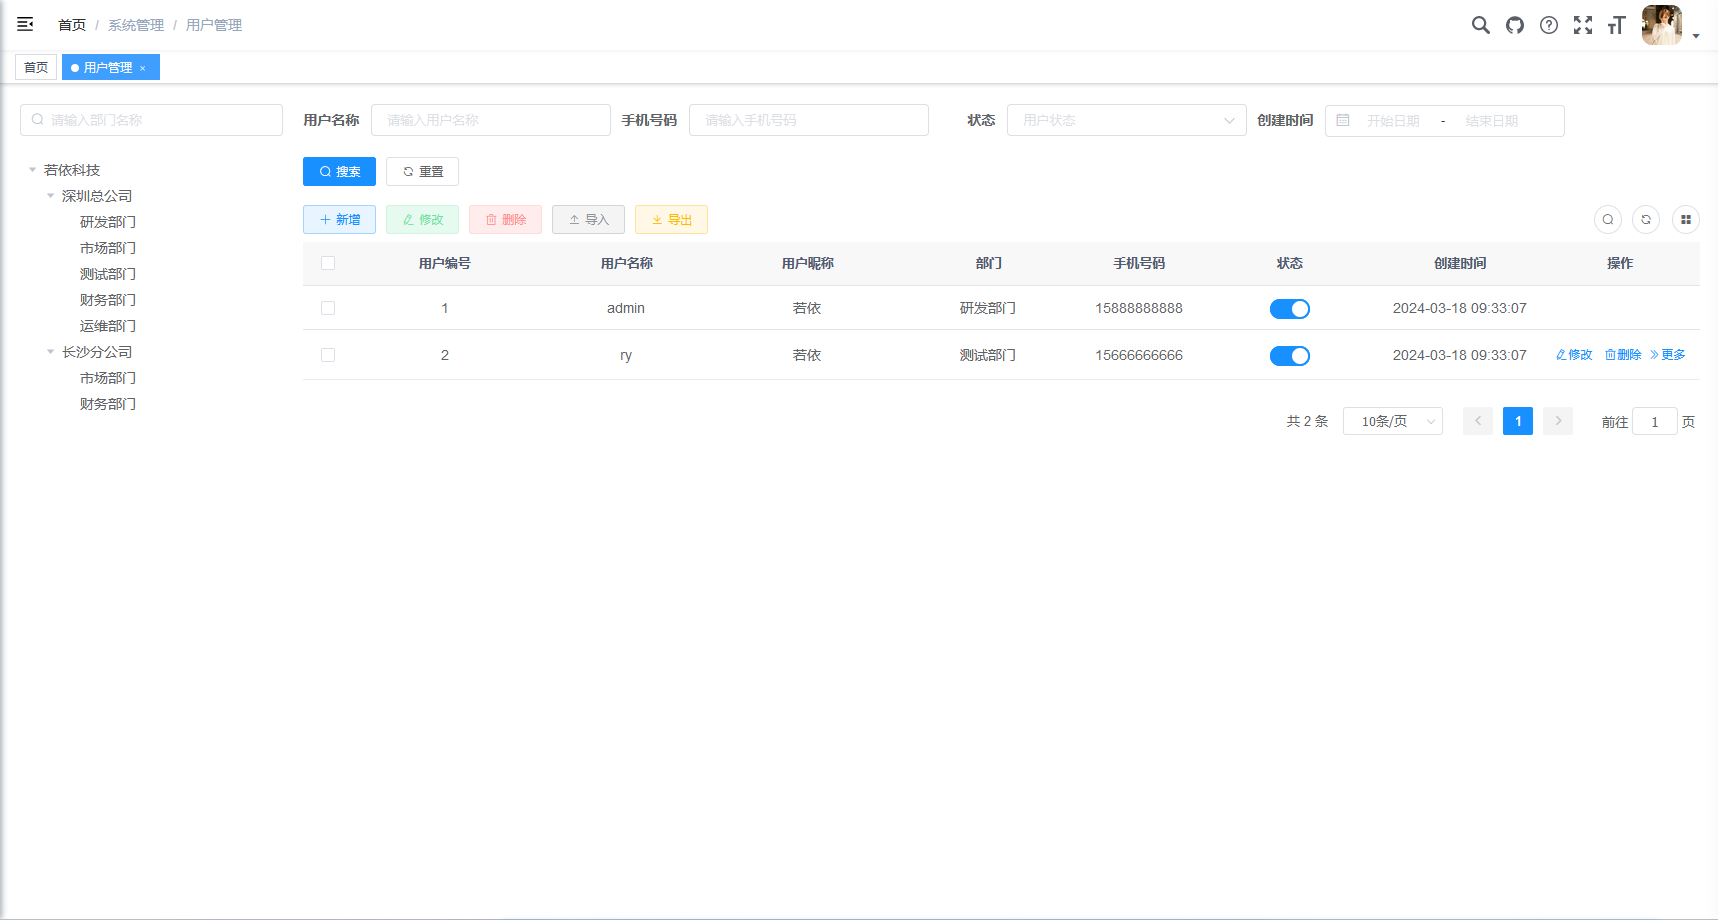 首页 / 系统管理 / 用户管理
首页 用户管理 ×
请输入部门名称
若依科技
深圳总公司
研发部门
市场部门
测试部门
财务部门
运维部门
长沙分公司
市场部门
财务部门
用户名称 请输入用户名称 手机号码 请输入手机号码 状态 用户状态 创建时间 开始日期 - 结束日期
搜索 重置
新增 修改 删除 导入 导出
用户编号 用户名称 用户昵称 部门 手机号码 状态 创建时间 操作
1 admin 若依 研发部门 15888888888 2024-03-18 09:33:07
2 ry 若依 测试部门 15666666666 2024-03-18 09:33:07 修改 删除 更多
共 2 条 10条/页 1 前往 1 页